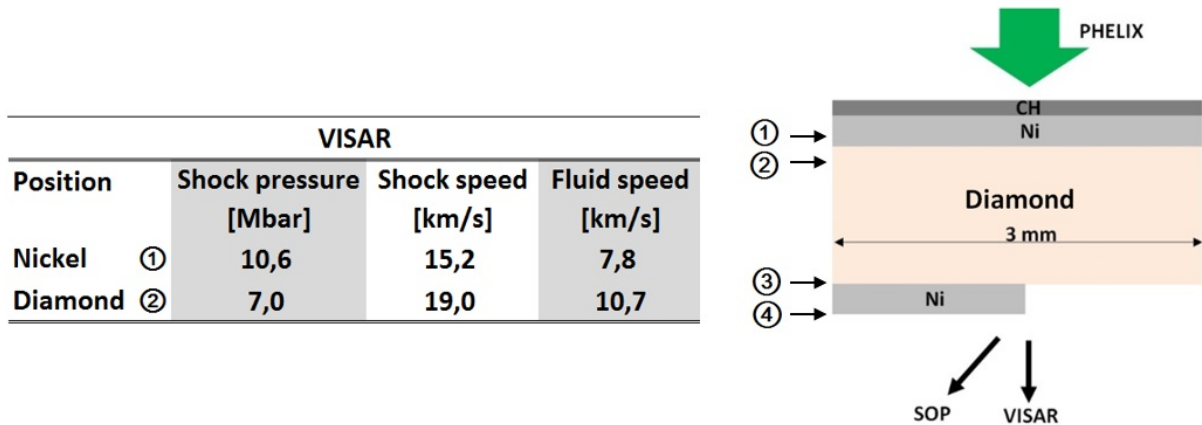 VISAR
Position Shock pressure Shock speed Fluid speed
[Mbar] [km/s] [km/s]
Nickel ① 10,6 15,2 7,8
Diamond ② 7,0 19,0 10,7
PHELIX
CH
① Ni
②
Diamond
3 mm
③
Ni
④
SOP VISAR